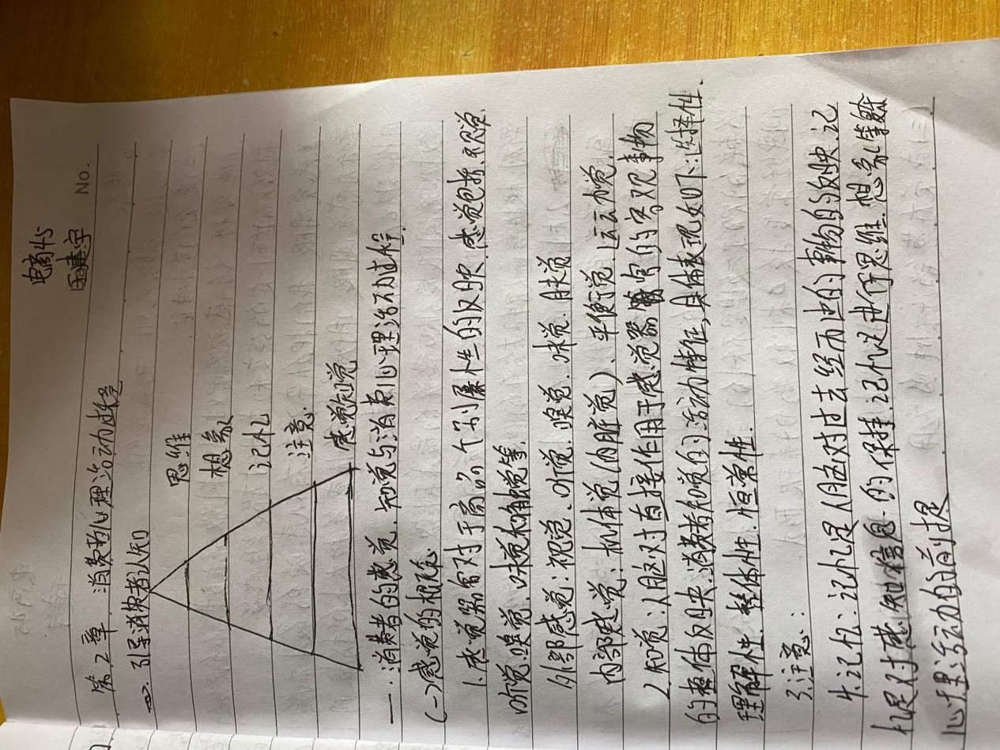 电商
No.
第2章 消费者心理活动过程
引导消费者认知
思维
想象
记忆
注意.
感觉知觉
一. 消费者的感觉. 知觉与消费心理活动过程.
(一)感觉的概念
1.感觉器官对于商品个别属性的反映. 感觉包括.视觉.
听觉.嗅觉.味觉和触觉等.
外部感觉:视觉.听觉.嗅觉.味觉.肤觉
内部感觉:机体觉(内脏觉)、平衡觉.运动觉.
2.知觉:人脑对直接作用于感觉器官的客观事物
的整体反映.消费者知觉的活动特征,具体表现如下:选择性.
理解性.整体性.恒常性.
3.注意:
4.记忆:记忆是人脑对过去经历过的事物的反映.记
忆是对感知信息的保持.记忆是进行思维.想象等
心理活动的前提